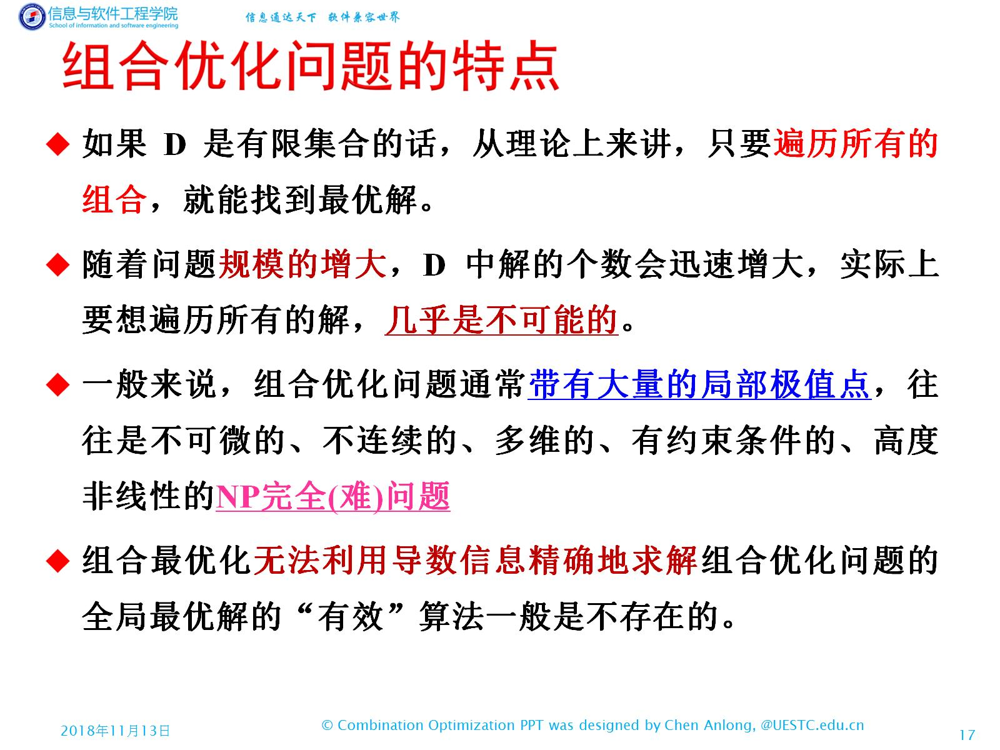 信息与软件工程学院
School of information and software engineering
信息通达天下 软件兼容世界
组合优化问题的特点
如果 D 是有限集合的话，从理论上来讲，只要遍历所有的
组合，就能找到最优解。
随着问题规模的增大，D 中解的个数会迅速增大，实际上
要想遍历所有的解，几乎是不可能的。
一般来说，组合优化问题通常带有大量的局部极值点，往
往是不可微的、不连续的、多维的、有约束条件的、高度
非线性的NP完全(难)问题
组合最优化无法利用导数信息精确地求解组合优化问题的
全局最优解的“有效”算法一般是不存在的。
2018年11月13日
© Combination Optimization PPT was designed by Chen Anlong, @UESTC.edu.cn
17